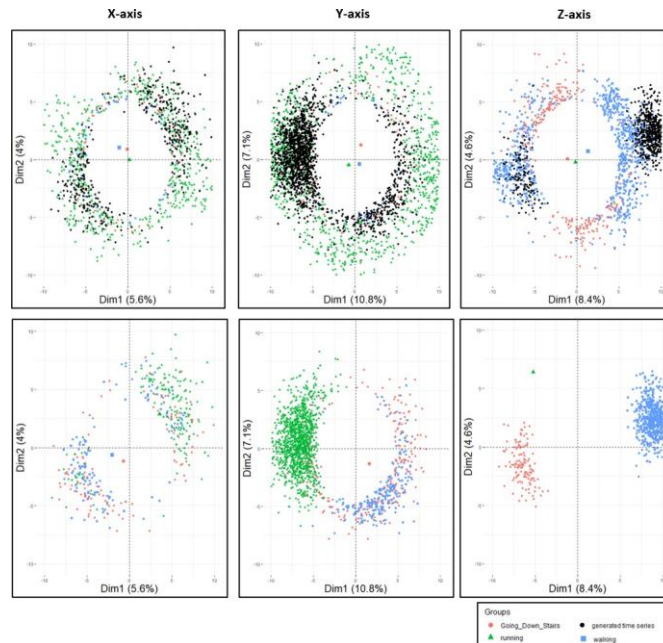 X-axis Y-axis Z-axis
Dim2 (4%)
Dim1 (5.6%)
Dim2 (7.1%)
Dim1 (10.8%)
Dim2 (4.6%)
Dim1 (8.4%)
Dim2 (4%)
Dim1 (5.6%)
Dim2 (7.1%)
Dim1 (10.8%)
Dim2 (4.6%)
Dim1 (8.4%)
Groups
Going_Down_Stairs generated time series
running walking